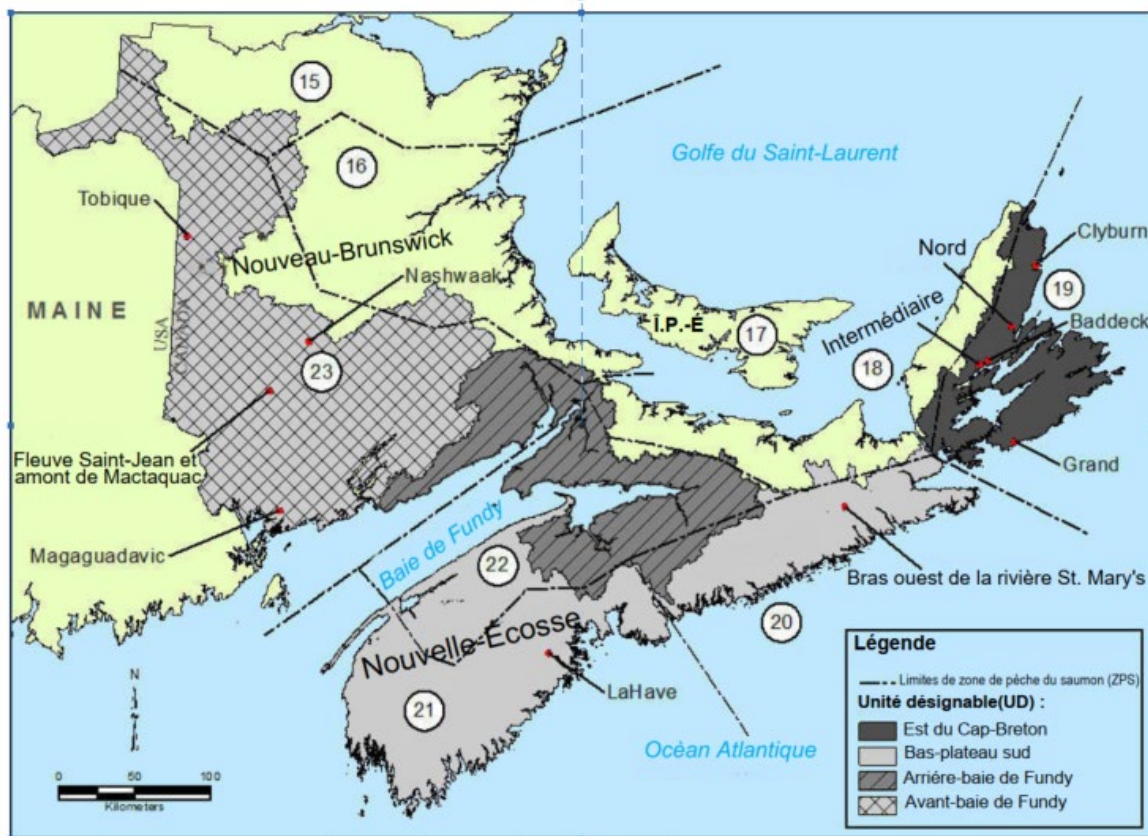 15
16
Golfe du Saint-Laurent
Tobique
Nouveau-Brunswick
Nashwaak
Nord
Clyburn
19
MAINE
USA
CANADA
Î.P.-É
17
Intermédiaire
Baddeck
18
23
Fleuve Saint-Jean et
amont de Mactaquac
Grand
Magaguadavic
Baie de Fundy
22
Bras ouest de la rivière St. Mary's
20
Nouvelle-Écosse
LaHave
21
Océan Atlantique
N
0 50 100
Kilometers
Légende
Limites de zone de pêche du saumon (ZPS)
Unité désignable(UD) :
Est du Cap-Breton
Bas-plateau sud
Arriére-baie de Fundy
Avant-baie de Fundy